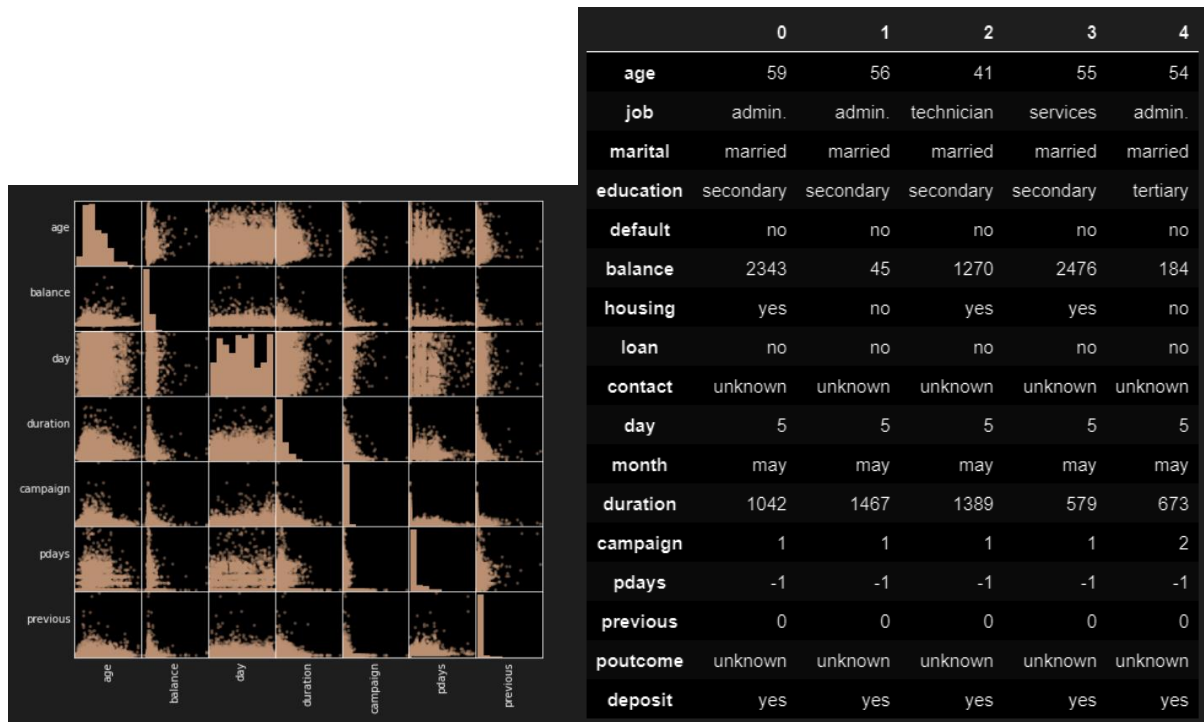 age
balance
day
duration
campaign
pdays
previous
age balance day duration campaign pdays previous
0 1 2 3 4
age 59 56 41 55 54
job admin. admin. technician services admin.
marital married married married married married
education secondary secondary secondary secondary tertiary
default no no no no no
balance 2343 45 1270 2476 184
housing yes no yes yes no
loan no no no no no
contact unknown unknown unknown unknown unknown
day 5 5 5 5 5
month may may may may may
duration 1042 1467 1389 579 673
campaign 1 1 1 1 2
pdays -1 -1 -1 -1 -1
previous 0 0 0 0 0
poutcome unknown unknown unknown unknown unknown
deposit yes yes yes yes yes